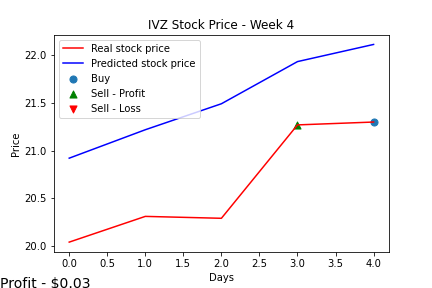 IVZ Stock Price - Week 4
Real stock price
Predicted stock price
Buy
Sell - Profit
Sell - Loss
Price
22.0
21.5
21.0
20.5
20.0
0.0 0.5 1.0 1.5 2.0 2.5 3.0 3.5 4.0
Days
Profit - $0.03